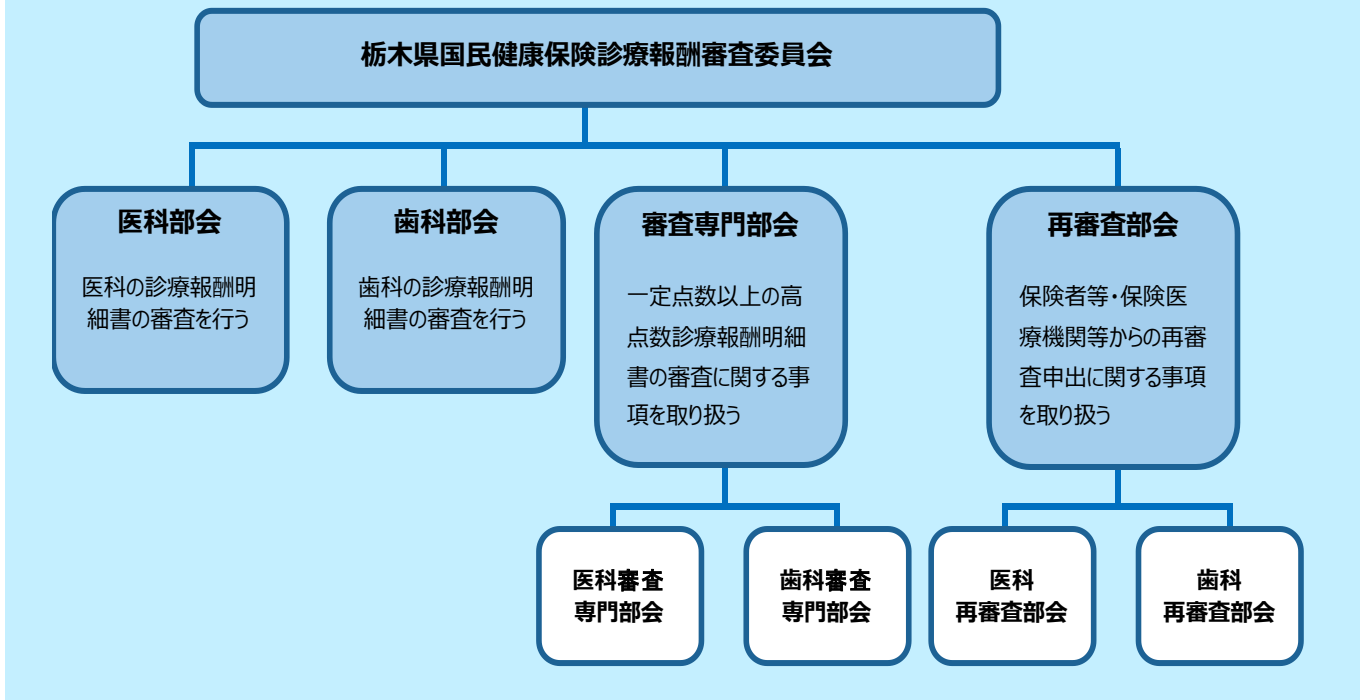 栃木県国民健康保険診療報酬審査委員会
医科部会
医科の診療報酬明
細書の審査を行う
歯科部会
歯科の診療報酬明
細書の審査を行う
審査専門部会
一定点数以上の高
点数診療報酬明細
書の審査に関する事
項を取り扱う
再審査部会
保険者等・保険医
療機関等からの再審
査申出に関する事項
を取り扱う
医科審査
専門部会
歯科審査
専門部会
医科
再審査部会
歯科
再審査部会